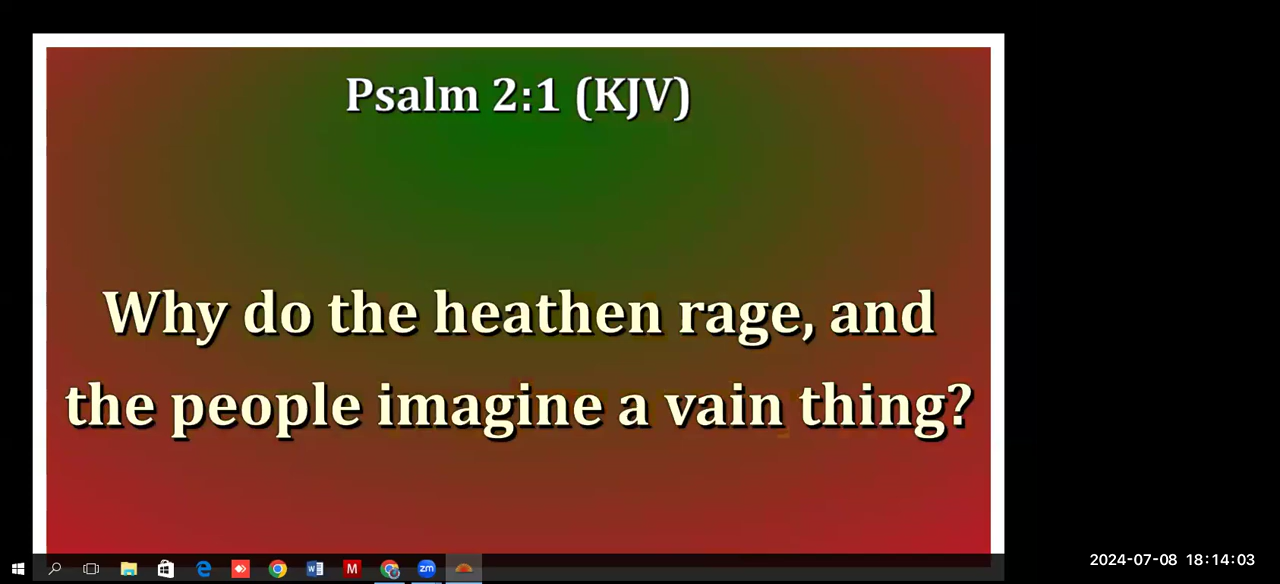 Psalm 2:1 (KJV)
Why do the heathen rage, and
the people imagine a vain thing?
W
M
zm
2024-07-08 18:14:03